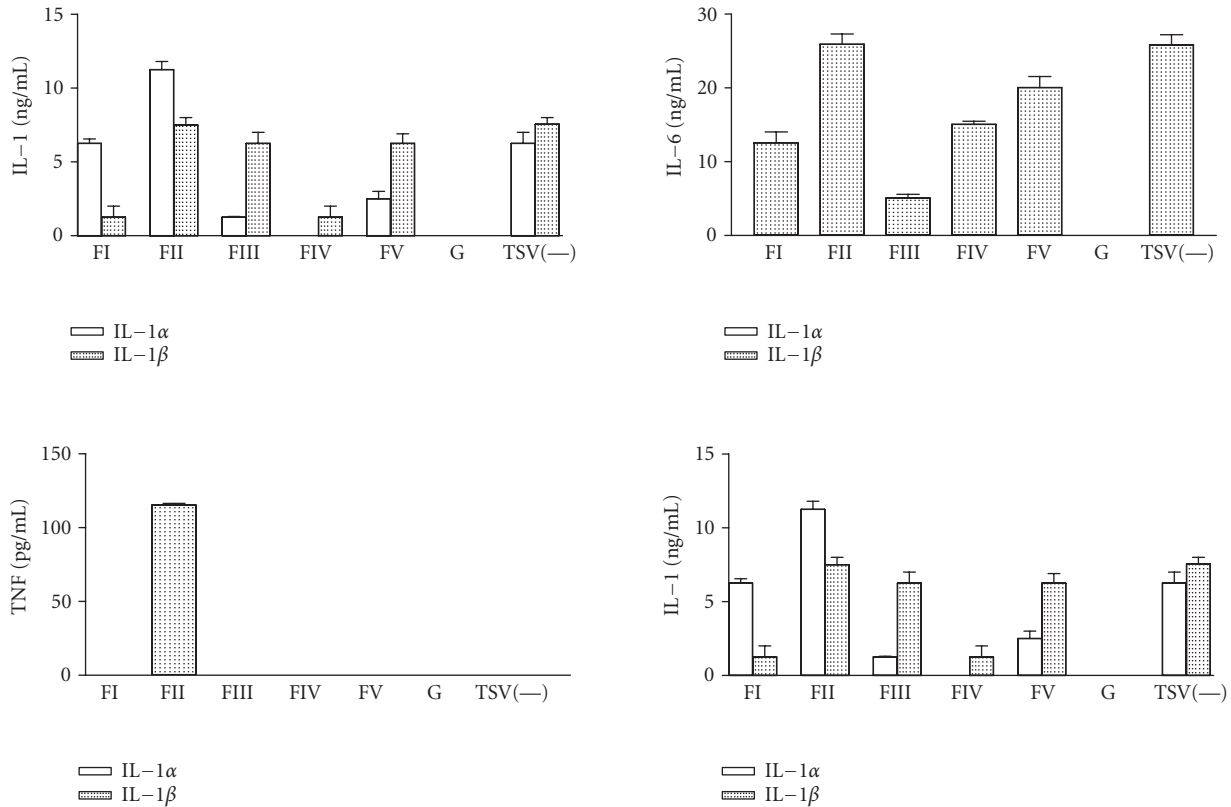 15
10
5
0
IL−1 (ng/mL)
FI FII FIII FIV FV G TSV(—)
IL−1α
IL−1β
30
20
10
0
IL−6 (ng/mL)
FI FII FIII FIV FV G TSV(—)
IL−1α
IL−1β
150
100
50
0
TNF (pg/mL)
FI FII FIII FIV FV G TSV(—)
IL−1α
IL−1β
15
10
5
0
IL−1 (ng/mL)
FI FII FIII FIV FV G TSV(—)
IL−1α
IL−1β